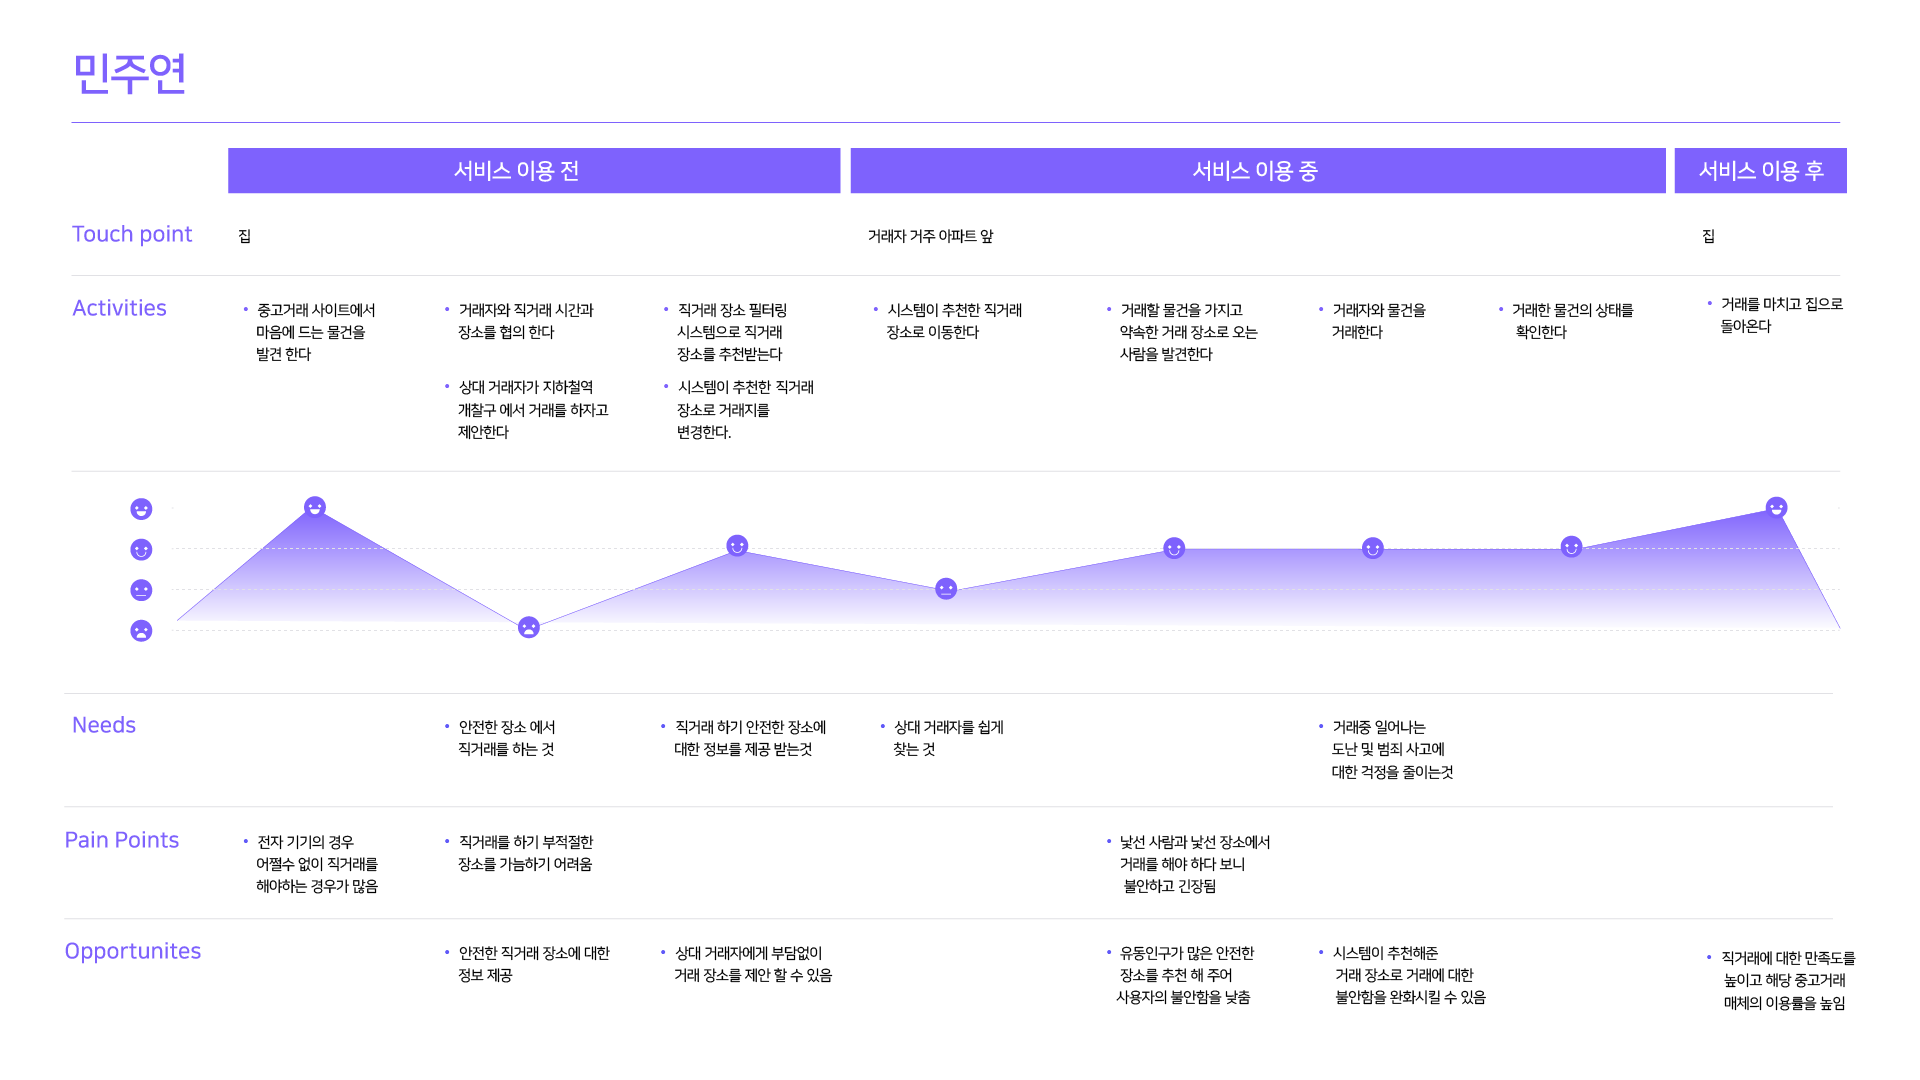 민주연
서비스 이용 전
서비스 이용 중
서비스 이용 후
Touch point
집
거래자 거주 아파트 앞
집
Activities
• 중고거래 사이트에서
마음에 드는 물건을
발견 한다
• 거래자와 직거래 시간과
장소를 협의 한다
• 상대 거래자가 지하철역
개찰구 에서 거래를 하자고
제안한다
• 직거래 장소 필터링
시스템으로 직거래
장소를 추천받는다
• 시스템이 추천한 직거래
장소로 거래지를
변경한다.
• 시스템이 추천한 직거래
장소로 이동한다
• 거래할 물건을 가지고
약속한 거래 장소로 오는
사람을 발견한다
• 거래자와 물건을
거래한다
• 거래한 물건의 상태를
확인한다
• 거래를 마치고 집으로
돌아온다
Needs
• 안전한 장소 에서
직거래를 하는 것
• 직거래 하기 안전한 장소에
대한 정보를 제공 받는것
• 상대 거래자를 쉽게
찾는 것
• 거래중 일어나는
도난 및 범죄 사고에
대한 걱정을 줄이는것
Pain Points
• 전자 기기의 경우
어쩔수 없이 직거래를
해야하는 경우가 많음
• 직거래를 하기 부적절한
장소를 가늠하기 어려움
• 낯선 사람과 낯선 장소에서
거래를 해야 하다 보니
불안하고 긴장됨
Opportunites
• 안전한 직거래 장소에 대한
정보 제공
• 상대 거래자에게 부담없이
거래 장소를 제안 할 수 있음
• 유동인구가 많은 안전한
장소를 추천 해 주어
사용자의 불안함을 낮춤
• 시스템이 추천해준
거래 장소로 거래에 대한
불안함을 완화시킬 수 있음
• 직거래에 대한 만족도를
높이고 해당 중고거래
매체의 이용률을 높임